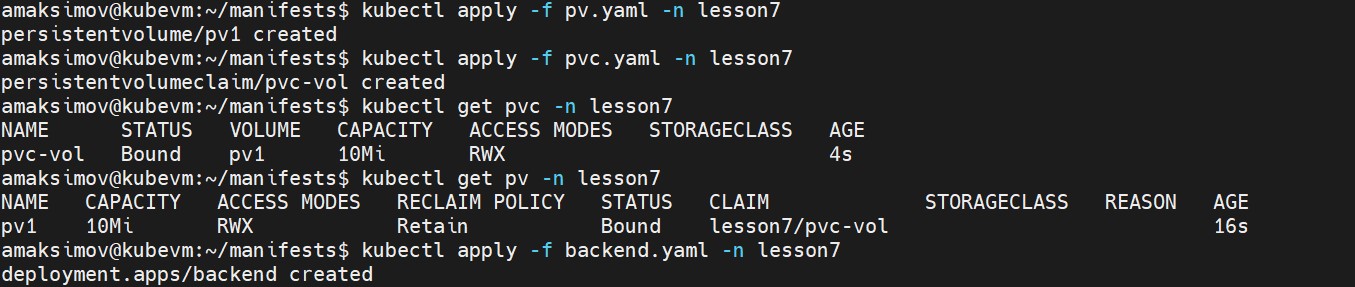 amaksimov@kubevm:~/manifests$ kubectl apply -f pv.yaml -n lesson7
persistentvolume/pv1 created
amaksimov@kubevm:~/manifests$ kubectl apply -f pvc.yaml -n lesson7
persistentvolumeclaim/pvc-vol created
amaksimov@kubevm:~/manifests$ kubectl get pvc -n lesson7
NAME      STATUS   VOLUME   CAPACITY   ACCESS MODES   STORAGECLASS   AGE
pvc-vol   Bound    pv1      10Mi       RWX                           4s
amaksimov@kubevm:~/manifests$ kubectl get pv -n lesson7
NAME   CAPACITY   ACCESS MODES   RECLAIM POLICY   STATUS   CLAIM             STORAGECLASS   REASON   AGE
pv1    10Mi       RWX            Retain           Bound    lesson7/pvc-vol                           16s
amaksimov@kubevm:~/manifests$ kubectl apply -f backend.yaml -n lesson7
deployment.apps/backend created